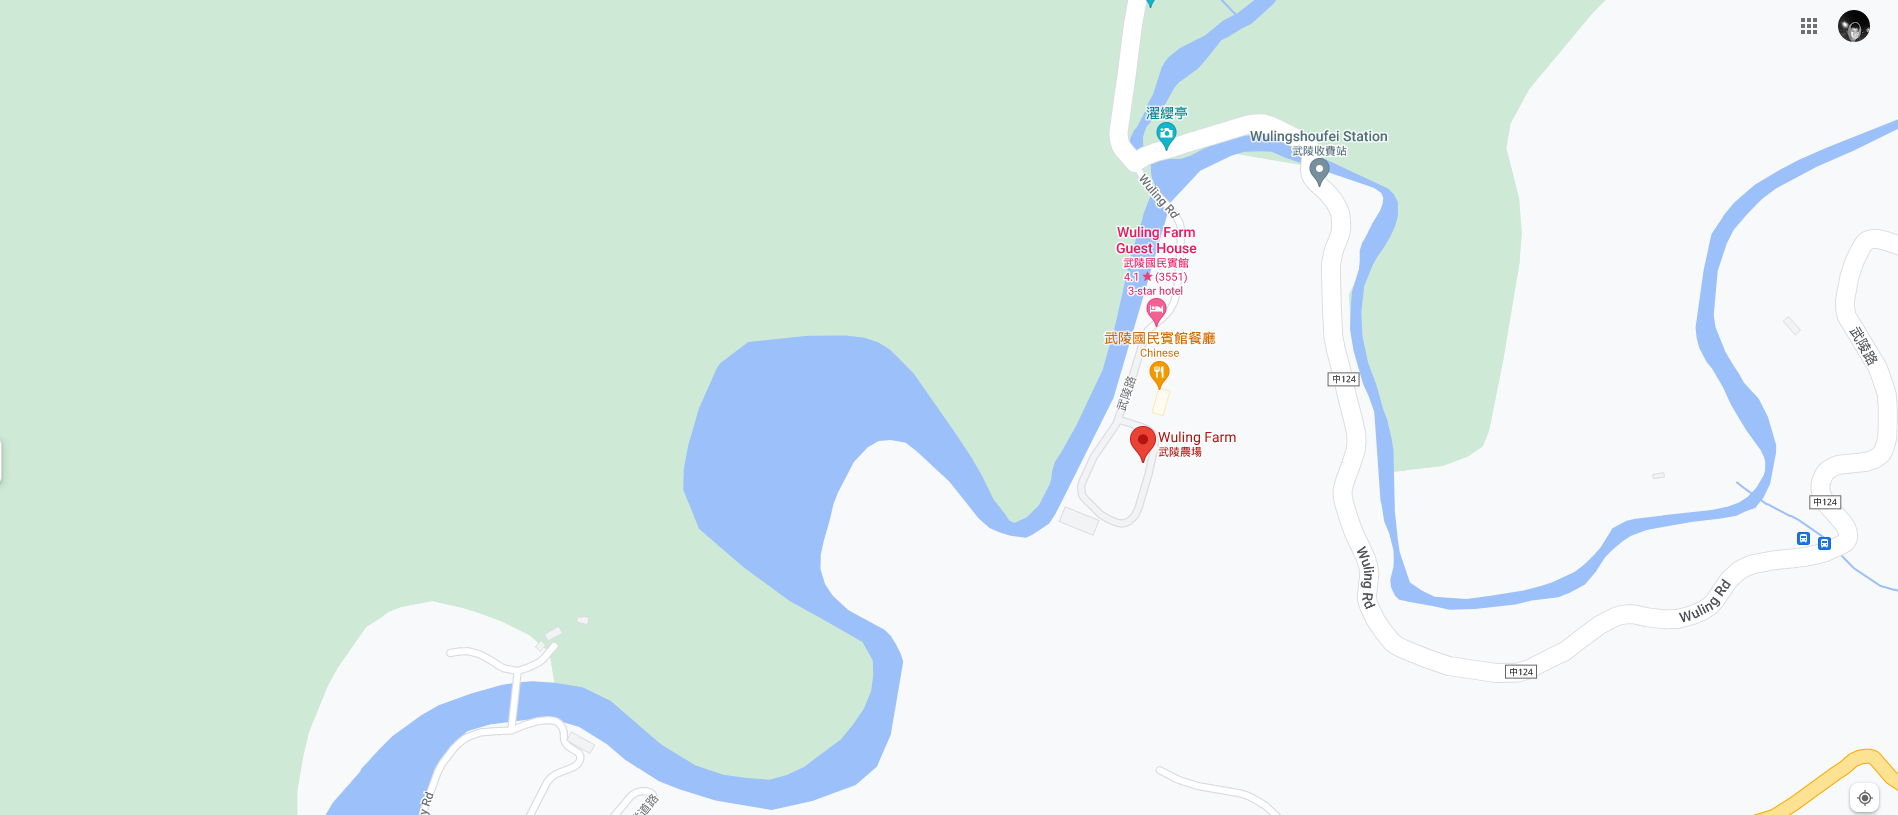 濯纓亭
Wulingshoufei Station
武陵收費站
Wuling Rd
Wuling Farm
Guest House
武陵國民賓館
4.1 ★ (3551)
3-star hotel
武陵國民賓館餐廳
Chinese
武陵路
中124
武陵路
Wuling Farm
武陵農場
中124
Wuling Rd
Wuling Rd
中124
y Rd
道路